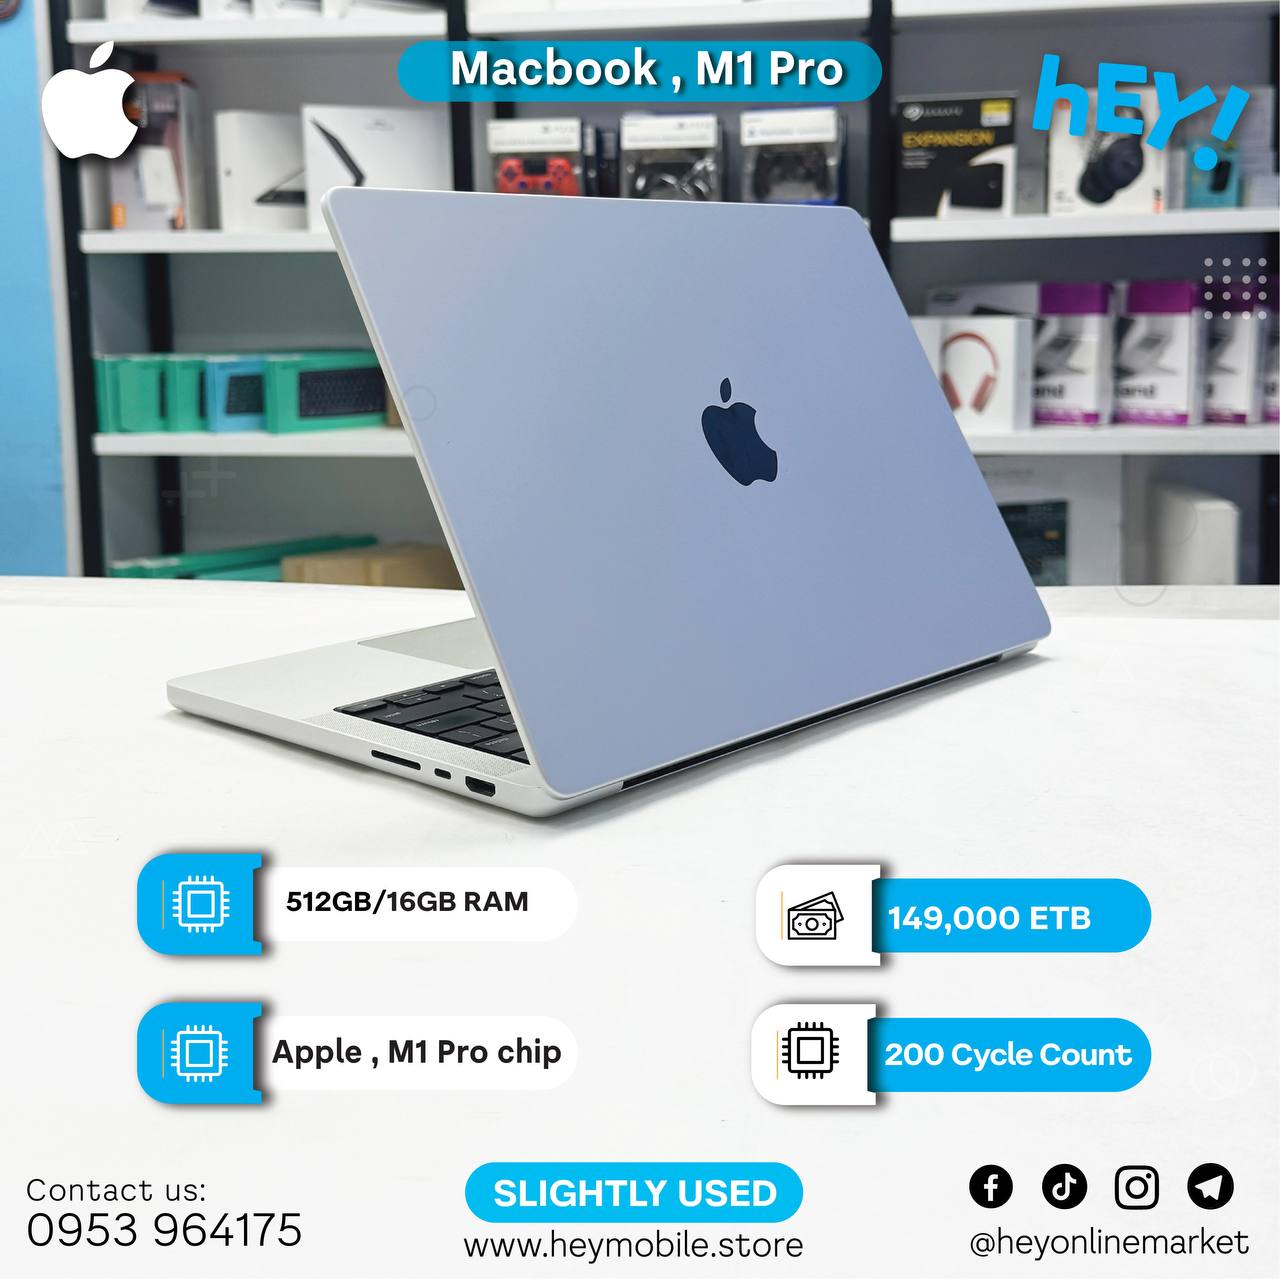 Macbook , M1 Pro
hEY!
EXPANSION
512GB/16GB RAM
149,000 ETB
Apple , M1 Pro chip
200 Cycle Count
Contact us:
0953 964175
SLIGHTLY USED
www.heymobile.store
@heyonlinemarket